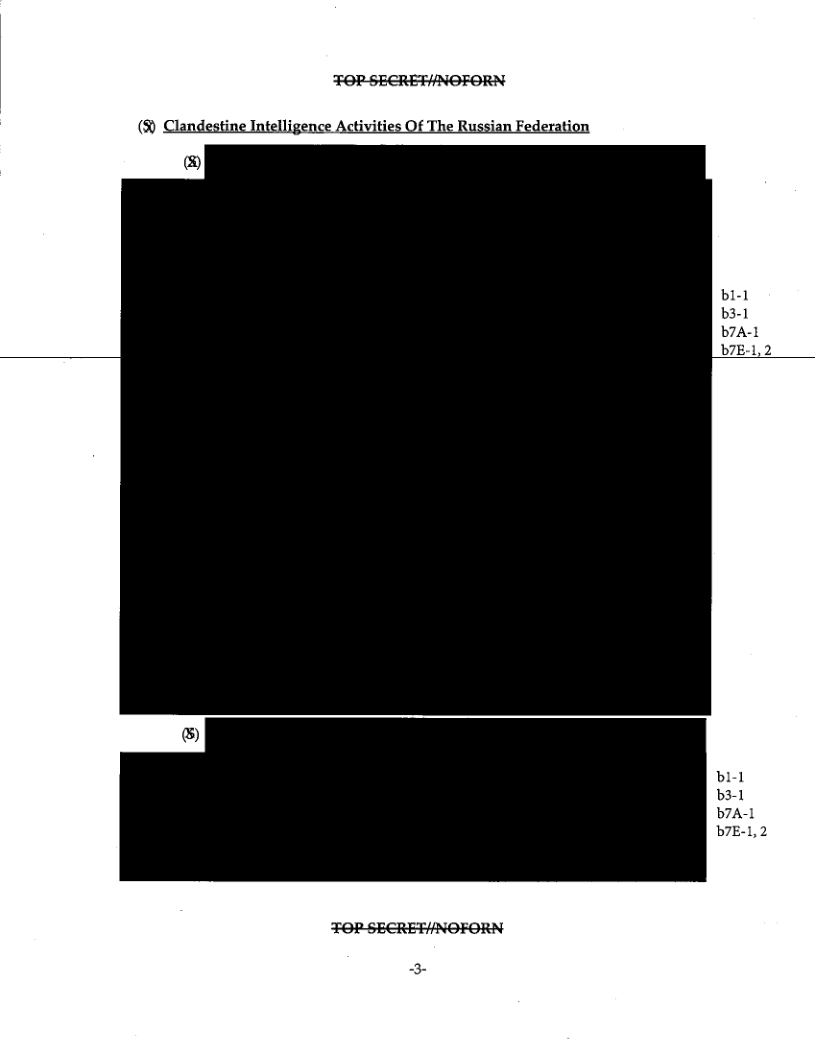 TOP SECRET//NOFORN
(S) Clandestine Intelligence Activities Of The Russian Federation
(S)
b1-1
b3-1
b7A-1
b7E-1, 2
(S)
b1-1
b3-1
b7A-1
b7E-1, 2
TOP SECRET//NOFORN
-3-